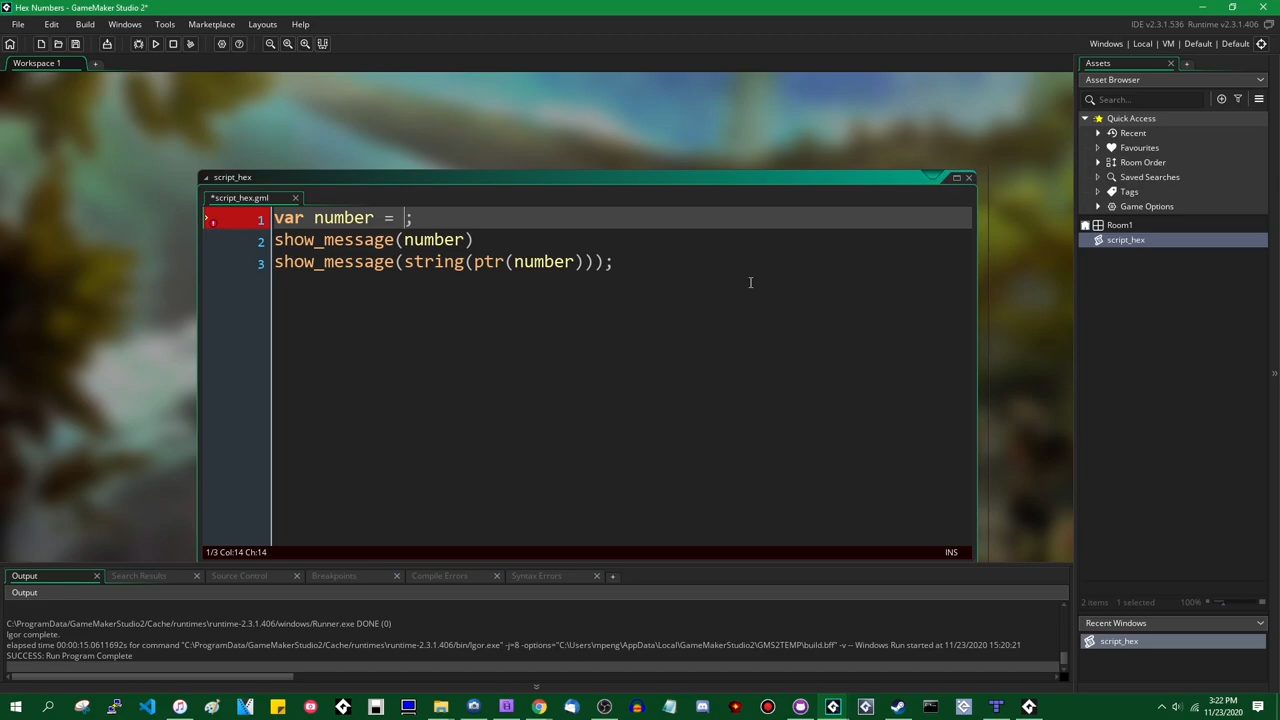 Hex Numbers - GameMaker Studio 2*
File Edit Build Windows Tools Marketplace Layouts Help
IDE v2.3.1.536 Runtime v2.3.1.406
Windows | Local | VM | Default | Default
Workspace 1
Assets
Asset Browser
Search...
Quick Access
Recent
Favourites
Room Order
Saved Searches
Tags
Game Options
Room1
script_hex
script_hex
*script_hex.gml
1 var number = ;
2 show_message(number)
3 show_message(string(ptr(number)));
1/3 Col:14 Ch:14 INS
2 items 1 selected 100%
Recent Windows
script_hex
Output Search Results Source Control Breakpoints Compile Errors Syntax Errors
Output
C:\ProgramData/GameMakerStudio2/Cache/runtimes\runtime-2.3.1.406/windows/Runner.exe DONE (0)
Igor complete.
elapsed time 00:00:15.0611692s for command "C:\ProgramData/GameMakerStudio2/Cache/runtimes\runtime-2.3.1.406/bin/Igor.exe" -j=8 -options="C:\Users\mpeng\AppData\Local\GameMakerStudio2\GMS2TEMP\build.bff" -v -- Windows Run started at 11/23/2020 15:20:21
SUCCESS: Run Program Complete
3:22 PM
11/23/2020